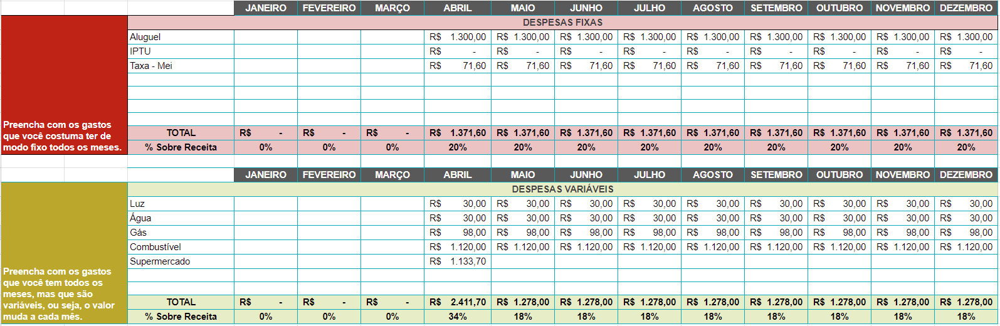 JANEIRO FEVEREIRO MARÇO ABRIL MAIO JUNHO JULHO AGOSTO SETEMBRO OUTUBRO NOVEMBRO DEZEMBRO
DESPESAS FIXAS
Aluguel R$ 1.300,00 R$ 1.300,00 R$ 1.300,00 R$ 1.300,00 R$ 1.300,00 R$ 1.300,00 R$ 1.300,00 R$ 1.300,00 R$ 1.300,00
IPTU R$ - R$ - R$ - R$ - R$ - R$ - R$ - R$ - R$ -
Taxa - Mei R$ 71,60 R$ 71,60 R$ 71,60 R$ 71,60 R$ 71,60 R$ 71,60 R$ 71,60 R$ 71,60 R$ 71,60
Preencha com os gastos
que você costuma ter de
modo fixo todos os meses.
TOTAL R$ - R$ - R$ - R$ 1.371,60 R$ 1.371,60 R$ 1.371,60 R$ 1.371,60 R$ 1.371,60 R$ 1.371,60 R$ 1.371,60 R$ 1.371,60 R$ 1.371,60
% Sobre Receita 0% 0% 0% 20% 20% 20% 20% 20% 20% 20% 20% 20%
JANEIRO FEVEREIRO MARÇO ABRIL MAIO JUNHO JULHO AGOSTO SETEMBRO OUTUBRO NOVEMBRO DEZEMBRO
DESPESAS VARIÁVEIS
Luz R$ 30,00 R$ 30,00 R$ 30,00 R$ 30,00 R$ 30,00 R$ 30,00 R$ 30,00 R$ 30,00 R$ 30,00
Água R$ 30,00 R$ 30,00 R$ 30,00 R$ 30,00 R$ 30,00 R$ 30,00 R$ 30,00 R$ 30,00 R$ 30,00
Gás R$ 98,00 R$ 98,00 R$ 98,00 R$ 98,00 R$ 98,00 R$ 98,00 R$ 98,00 R$ 98,00 R$ 98,00
Combustível R$ 1.120,00 R$ 1.120,00 R$ 1.120,00 R$ 1.120,00 R$ 1.120,00 R$ 1.120,00 R$ 1.120,00 R$ 1.120,00 R$ 1.120,00
Supermercado R$ 1.133,70
Preencha com os gastos
que você tem todos os
meses, mas que são
variáveis, ou seja, o valor
muda a cada mês.
TOTAL R$ - R$ - R$ - R$ 2.411,70 R$ 1.278,00 R$ 1.278,00 R$ 1.278,00 R$ 1.278,00 R$ 1.278,00 R$ 1.278,00 R$ 1.278,00 R$ 1.278,00
% Sobre Receita 0% 0% 0% 34% 18% 18% 18% 18% 18% 18% 18% 18%